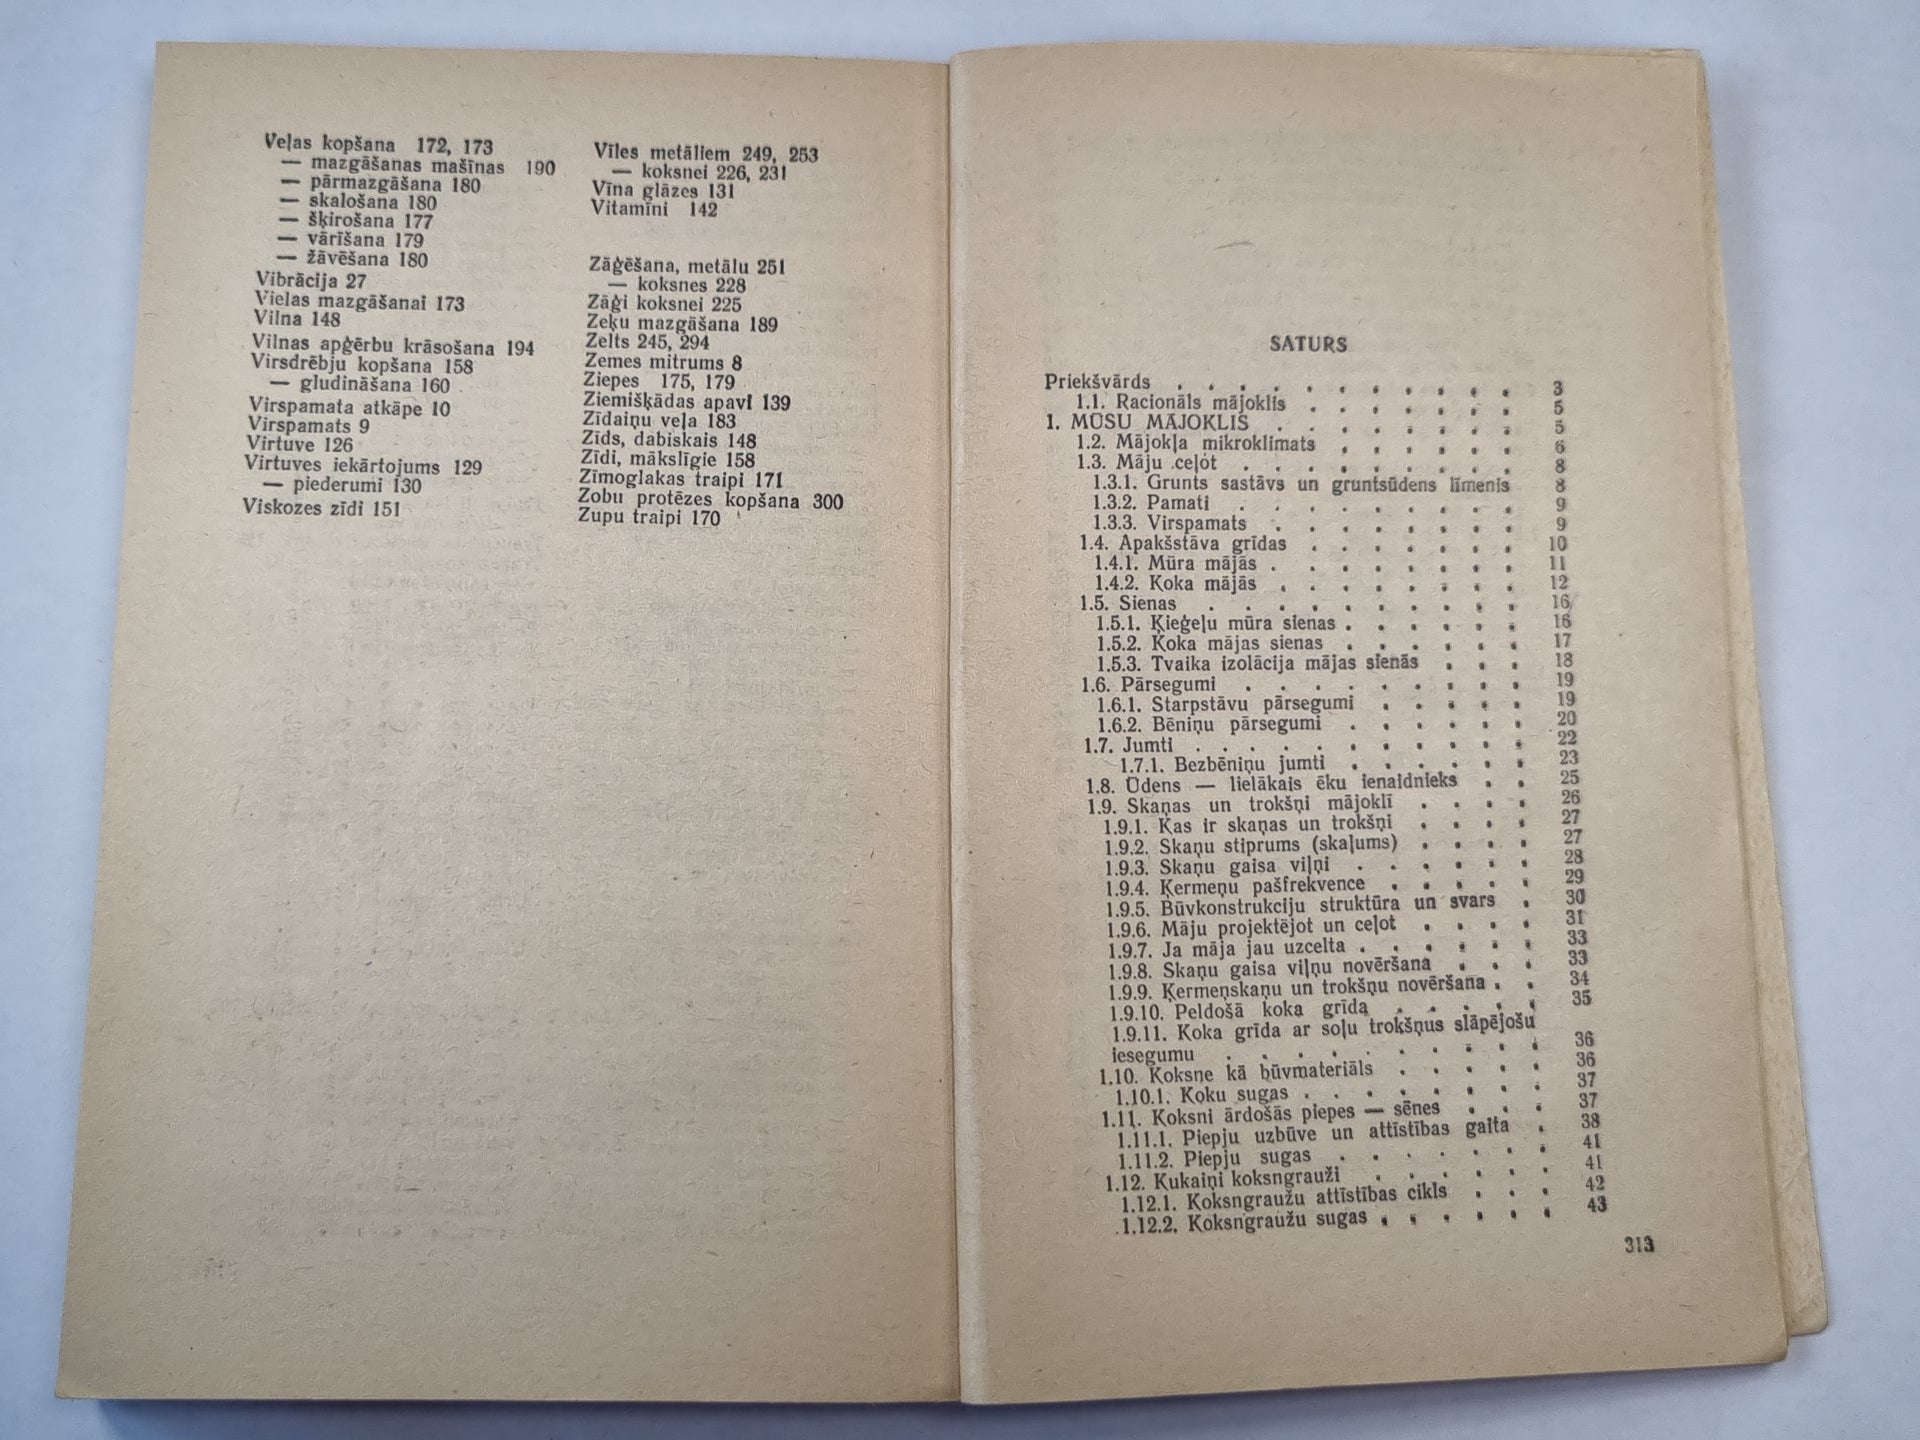 Veļas kopšana 172, 173
— mazgāšanas mašīnas 190
— pārmazgāšana 180
— skalošana 180
— šķirošana 177
— vārīšana 179
— žāvēšana 180
Vibrācija 27
Vielas mazgāšanai 173
Vilna 148
Vilnas apģērbu krāsošana 194
Virsdrēbju kopšana 158
— gludināšana 160
Virspamata atkāpe 10
Virspamats 9
Virtuve 126
Virtuves iekārtojums 129
— piederumi 130
Viskozes zīdi 151
Vīles metāliem 249, 253
— koksnei 226, 231
Vīna glāzes 131
Vitamīni 142
Zāģēšana, metālu 251
— koksnes 228
Zāģi koksnei 225
Zeķu mazgāšana 189
Zelts 245, 294
Zemes mitrums 8
Ziepes 175, 179
Ziemišķādas apavi 139
Zīdaiņu veļa 183
Zīds, dabiskais 148
Zīdi, mākslīgie 158
Zīmoglakas traipi 171
Zobu protēzes kopšana 300
Zupu traipi 170
SATURS
Priekšvārds . . . . . . . . . . . 3
1.1. Racionāls mājoklis . . . . . . . 5
1. MŪSU MĀJOKLIS . . . . . . . . 5
1.2. Mājokļa mikroklimats . . . . . . 6
1.3. Māju ceļot . . . . . . . . . 8
1.3.1. Grunts sastāvs un gruntsūdens līmenis 8
1.3.2. Pamati . . . . . . . . . 9
1.3.3. Virspamats . . . . . . . . 9
1.4. Apakšstāva grīdas . . . . . . . 10
1.4.1. Mūra mājās . . . . . . . . 11
1.4.2. Koka mājās . . . . . . . . 12
1.5. Sienas . . . . . . . . . . 16
1.5.1. Ķieģeļu mūra sienas . . . . . . 16
1.5.2. Koka mājas sienas . . . . . . 17
1.5.3. Tvaika izolācija mājas sienās . . . 18
1.6. Pārsegumi . . . . . . . . . 19
1.6.1. Starpstāvu pārsegumi . . . . . 19
1.6.2. Bēniņu pārsegumi . . . . . . 20
1.7. Jumti . . . . . . . . . . . 22
1.7.1. Bezbēniņu jumti . . . . . . 23
1.8. Ūdens — lielākais ēku ienaidnieks . . 25
1.9. Skaņas un trokšņi mājoklī . . . . 26
1.9.1. Kas ir skaņas un trokšņi . . . . 27
1.9.2. Skaņu stiprums (skaļums) . . . . 27
1.9.3. Skaņu gaisa viļņi . . . . . . 28
1.9.4. Ķermeņu pašfrekvence . . . . . 29
1.9.5. Būvkonstrukciju struktūra un svars . 30
1.9.6. Māju projektējot un ceļot . . . . 31
1.9.7. Ja māja jau uzcelta . . . . . . 33
1.9.8. Skaņu gaisa viļņu novēršana . . . 33
1.9.9. Ķermeņskaņu un trokšņu novēršana . . 34
1.9.10. Peldošā koka grīda . . . . . 35
1.9.11. Koka grīda ar soļu trokšņus slāpējošu
iesegumu . . . . . . . . . . 36
1.10. Koksne kā būvmateriāls . . . . . 36
1.10.1. Koku sugas . . . . . . . . 37
1.11. Koksni ārdošās piepes — sēnes . . . 37
1.11.1. Piepju uzbūve un attīstības gaita . 38
1.11.2. Piepju sugas . . . . . . . 41
1.12. Kukaiņi koksngrauži . . . . . . 41
1.12.1. Koksngraužu attīstības cikls . . . 42
1.12.2. Koksngraužu sugas . . . . . . 43
313